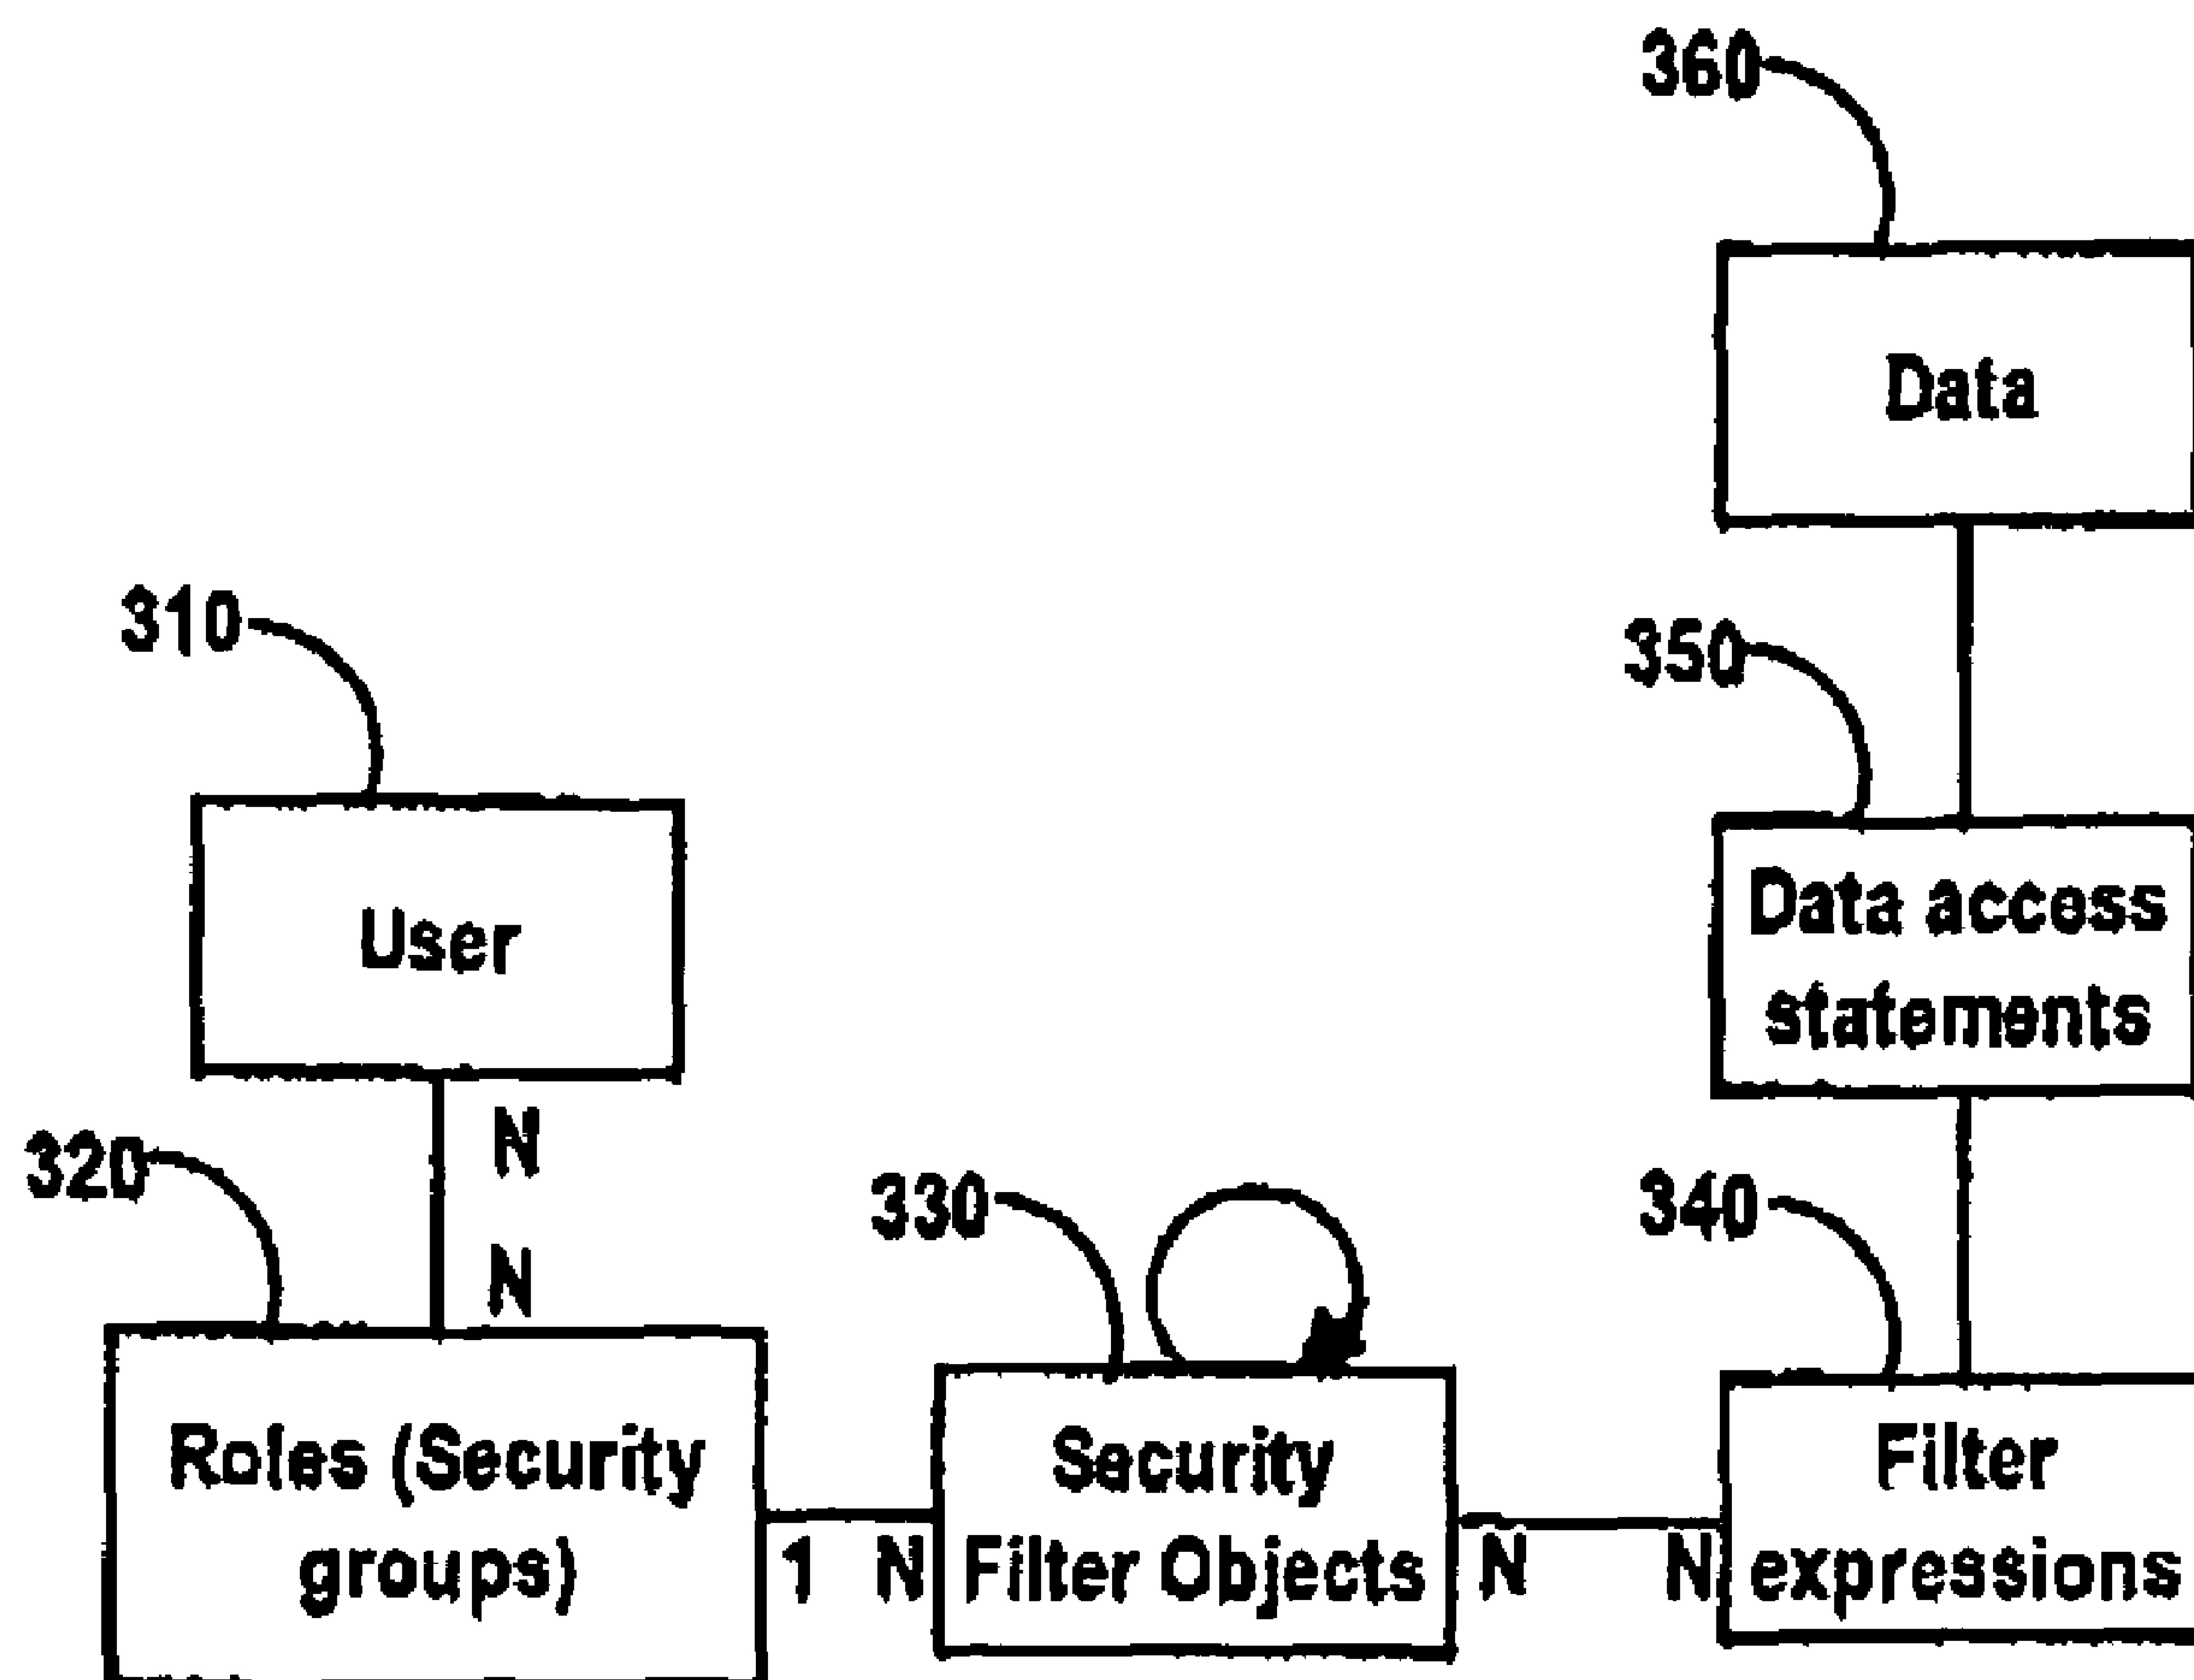 360
Data
310
350
User
Data access
statements
N
320
330
340
N
Roles (Security
groups)
Security
Filter Objects
Filter
expressions
1 N
N N